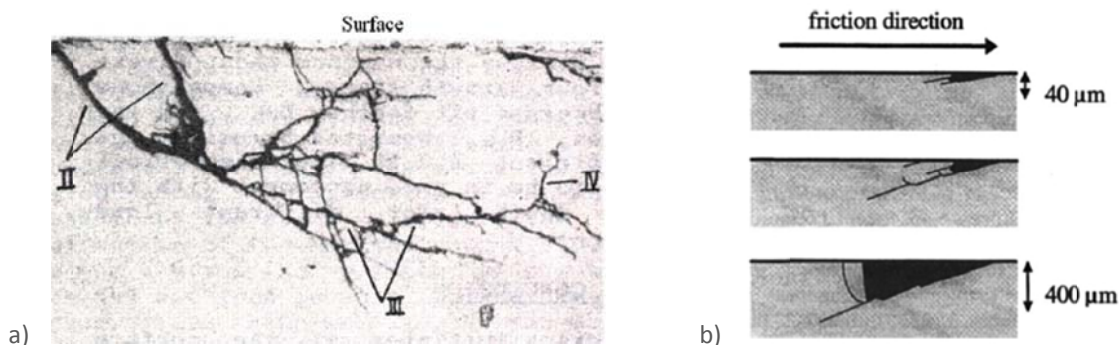 Surface
II
IV
III
a)
friction direction
40 μm
400 μm
b)